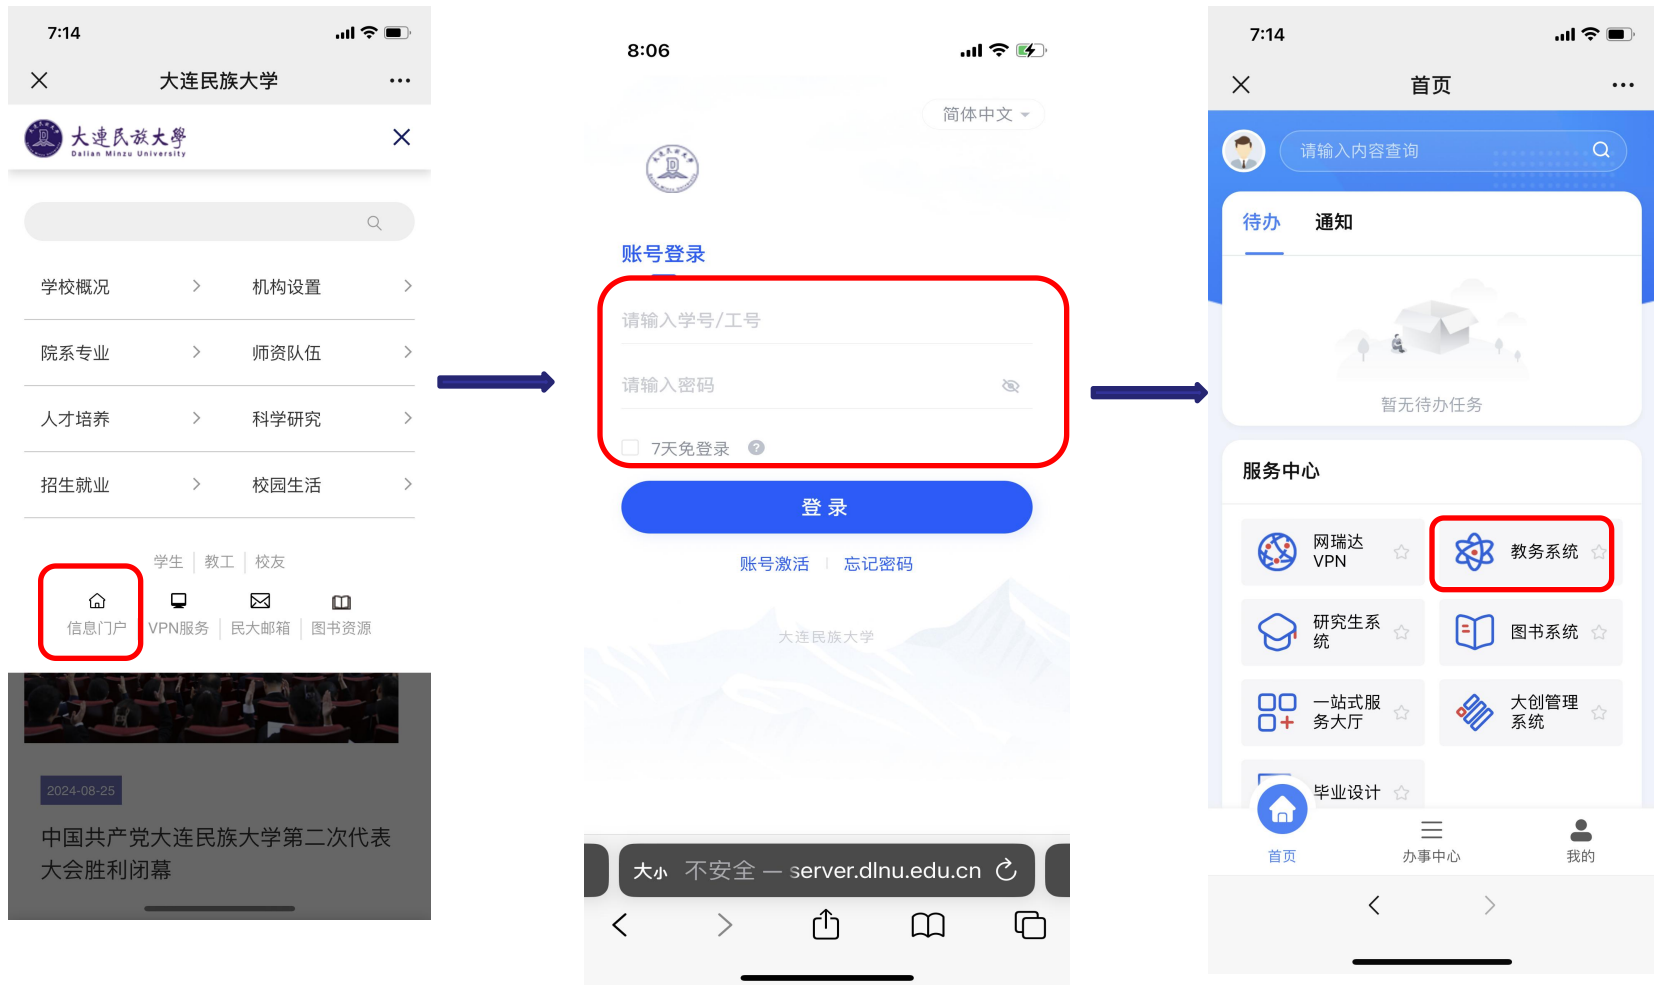 7:14
大连民族大学
大連民族大學
Dalian Minzu University
学校概况
机构设置
院系专业
师资队伍
人才培养
科学研究
招生就业
校园生活
学生
教工
校友
信息门户
VPN服务
民大邮箱
图书资源
2024-08-25
中国共产党大连民族大学第二次代表
大会胜利闭幕
8:06
简体中文
账号登录
请输入学号/工号
请输入密码
7天免登录
登 录
账号激活
忘记密码
大连民族大学
大小 不安全 — server.dlnu.edu.cn
7:14
首页
请输入内容查询
待办
通知
暂无待办任务
服务中心
网瑞达
VPN
教务系统
研究生系
统
图书系统
一站式服
务大厅
大创管理
系统
毕业设计
首页
办事中心
我的